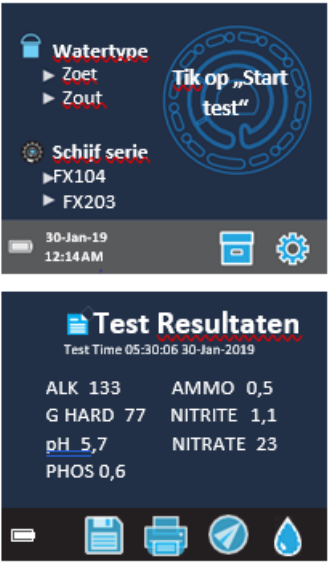 Watertype
▶ Zoet
▶ Zout
Tik op „Start
test“
Schijf serie
▶FX104
▶ FX203
30-Jan-19
12:14AM
Test Resultaten
Test Time 05:30:06 30-Jan-2019
ALK 133
AMMO 0,5
G HARD 77
NITRITE 1,1
pH 5,7
NITRATE 23
PHOS 0,6